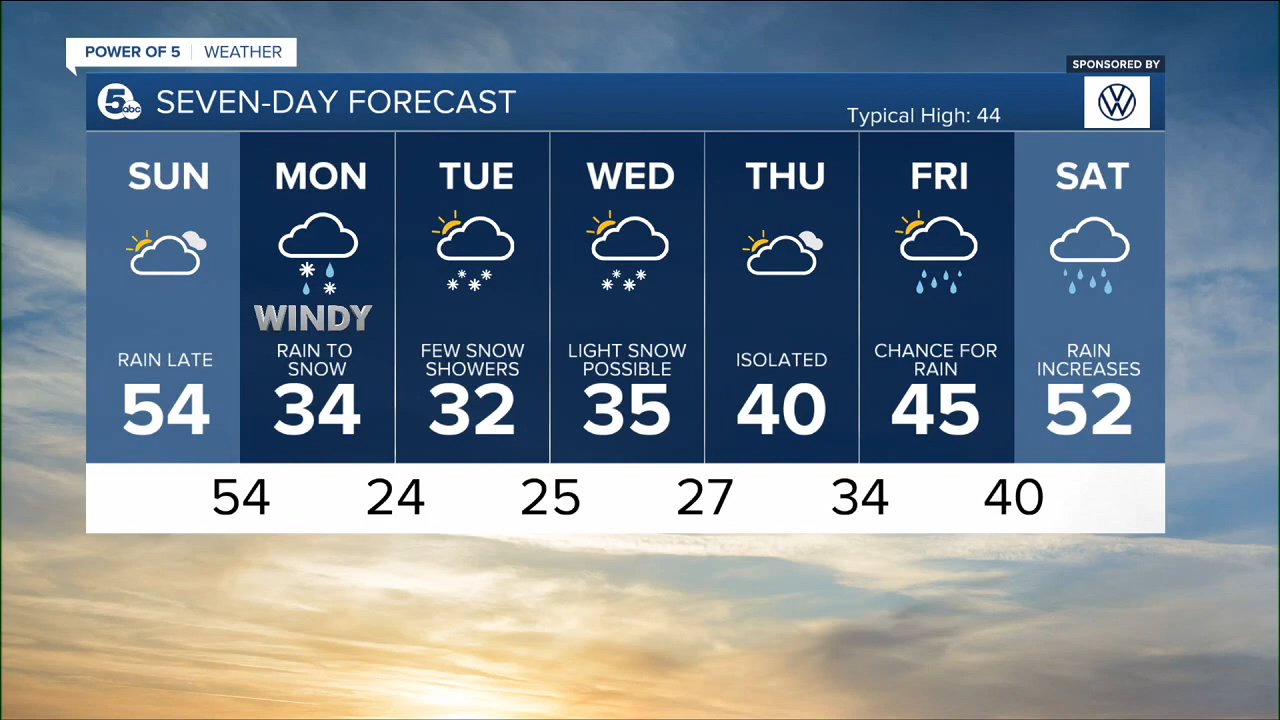 POWER OF 5 | WEATHER
SPONSORED BY
5 abc SEVEN-DAY FORECAST
Typical High: 44
SUN MON TUE WED THU FRI SAT
WINDY
RAIN LATE
RAIN TO
SNOW
FEW SNOW
SHOWERS
LIGHT SNOW
POSSIBLE
ISOLATED
CHANCE FOR
RAIN
RAIN
INCREASES
54 34 32 35 40 45 52
54 24 25 27 34 40